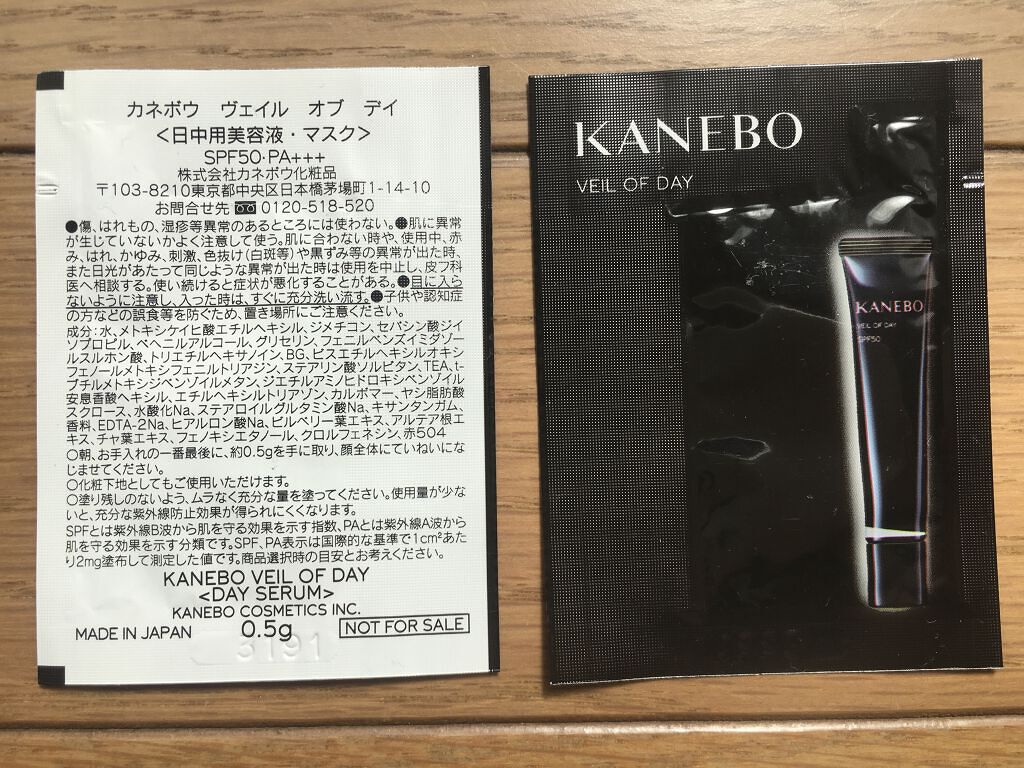 カネボウ ヴェイル オブ デイ
<日中用美容液・マスク>
SPF50・PA+++
株式会社カネボウ化粧品
〒103-8210東京都中央区日本橋茅場町1-14-10
お問合せ先 0120-518-520
●傷、はれもの、湿疹等異常のあるところには使わない。●肌に異常
が生じていないかよく注意して使う。肌に合わない時や、使用中、赤
み、はれ、かゆみ、刺激、色抜け(白斑等)や黒ずみ等の異常が出た時、
また日光があたって同じような異常が出た時は使用を中止し、皮フ科
医へ相談する。使い続けると症状が悪化することがある。●目に入ら
ないように注意し、入った時は、すぐに充分洗い流す。●子供や認知症
の方などの誤食等を防ぐため、置き場所にご注意ください。
成分:水、メトキシケイヒ酸エチルヘキシル、ジメチコン、セバシン酸ジイ
ソプロピル、ベヘニルアルコール、グリセリン、フェニルベンズイミダゾー
ルスルホン酸、トリエチルヘキサノイン、BG、ビスエチルヘキシルオキシ
フェノールメトキシフェニルトリアジン、ステアリン酸ソルビタン、TEA、t-
ブチルメトキシジベンゾイルメタン、ジエチルアミノヒドロキシベンゾイル
安息香酸ヘキシル、エチルヘキシルトリアゾン、カルボマー、ヤシ脂肪酸
スクロース、水酸化Na、ステアロイルグルタミン酸Na、キサンタンガム、
香料、EDTA-2Na、ヒアルロン酸Na、ビルベリー葉エキス、アルテア根エ
キス、チャ葉エキス、フェノキシエタノール、クロルフェネシン、赤504
○朝、お手入れの一番最後に、約0.5gを手に取り、顔全体にていねいにな
じませてください。
○化粧下地としてもご使用いただけます。
○塗り残しのないよう、ムラなく充分な量を塗ってください。使用量が少な
いと、充分な紫外線防止効果が得られにくくなります。
SPFとは紫外線B波から肌を守る効果を示す指数、PAとは紫外線A波から
肌を守る効果を示す分類です。SPF、PA表示は国際的な基準で1cm²あた
り2mg塗布して測定した値です。商品選択時の目安とお考えください。
KANEBO VEIL OF DAY
<DAY SERUM>
KANEBO COSMETICS INC.
MADE IN JAPAN 0.5g NOT FOR SALE
3191
KANEBO
VEIL OF DAY
KANEBO
VEIL OF DAY
SPF50